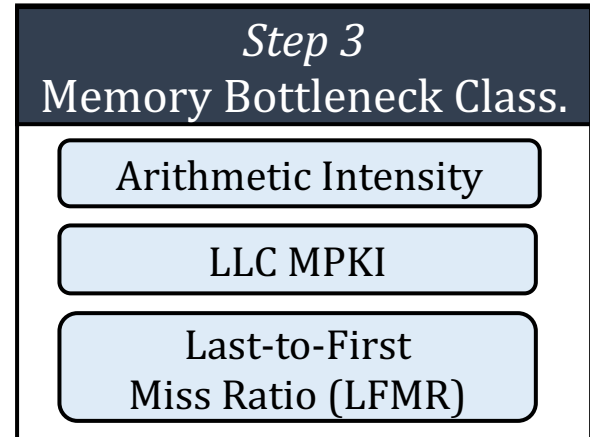 Step 3
Memory Bottleneck Class.
Arithmetic Intensity
LLC MPKI
Last-to-First
Miss Ratio (LFMR)